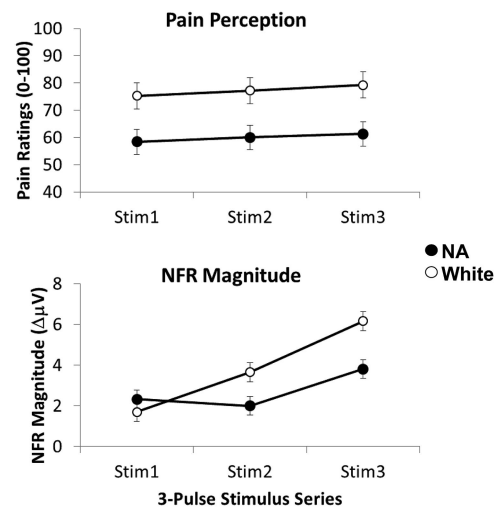 Pain Perception
Pain Ratings (0-100)
100
90
80
70
60
50
40
Stim1 Stim2 Stim3
NA
White
NFR Magnitude
NFR Magnitude (ΔµV)
8
6
4
2
0
Stim1 Stim2 Stim3
3-Pulse Stimulus Series